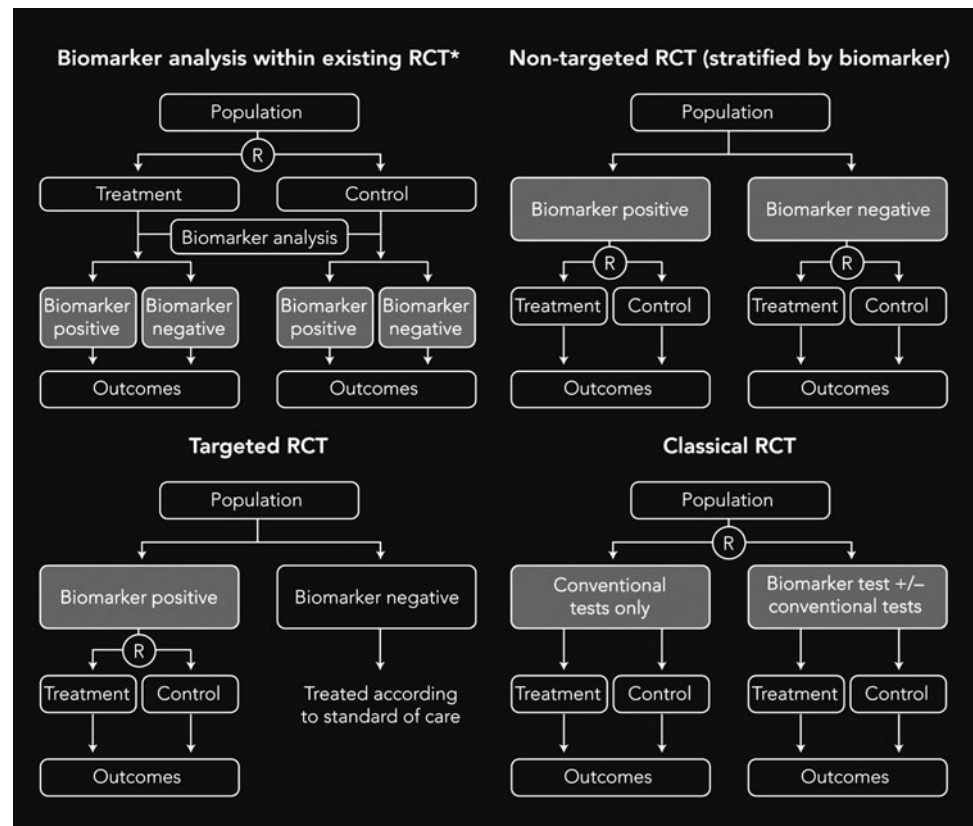 Biomarker analysis within existing RCT*
Population
R
Treatment
Control
Biomarker analysis
Biomarker
positive
Biomarker
negative
Biomarker
positive
Biomarker
negative
Outcomes
Outcomes
Non-targeted RCT (stratified by biomarker)
Population
Biomarker positive
Biomarker negative
R
R
Treatment
Control
Treatment
Control
Outcomes
Outcomes
Targeted RCT
Population
Biomarker positive
Biomarker negative
R
Treatment
Control
Treated according
to standard of care
Outcomes
Classical RCT
Population
R
Conventional
tests only
Biomarker test +/–
conventional tests
Treatment
Control
Treatment
Control
Outcomes
Outcomes